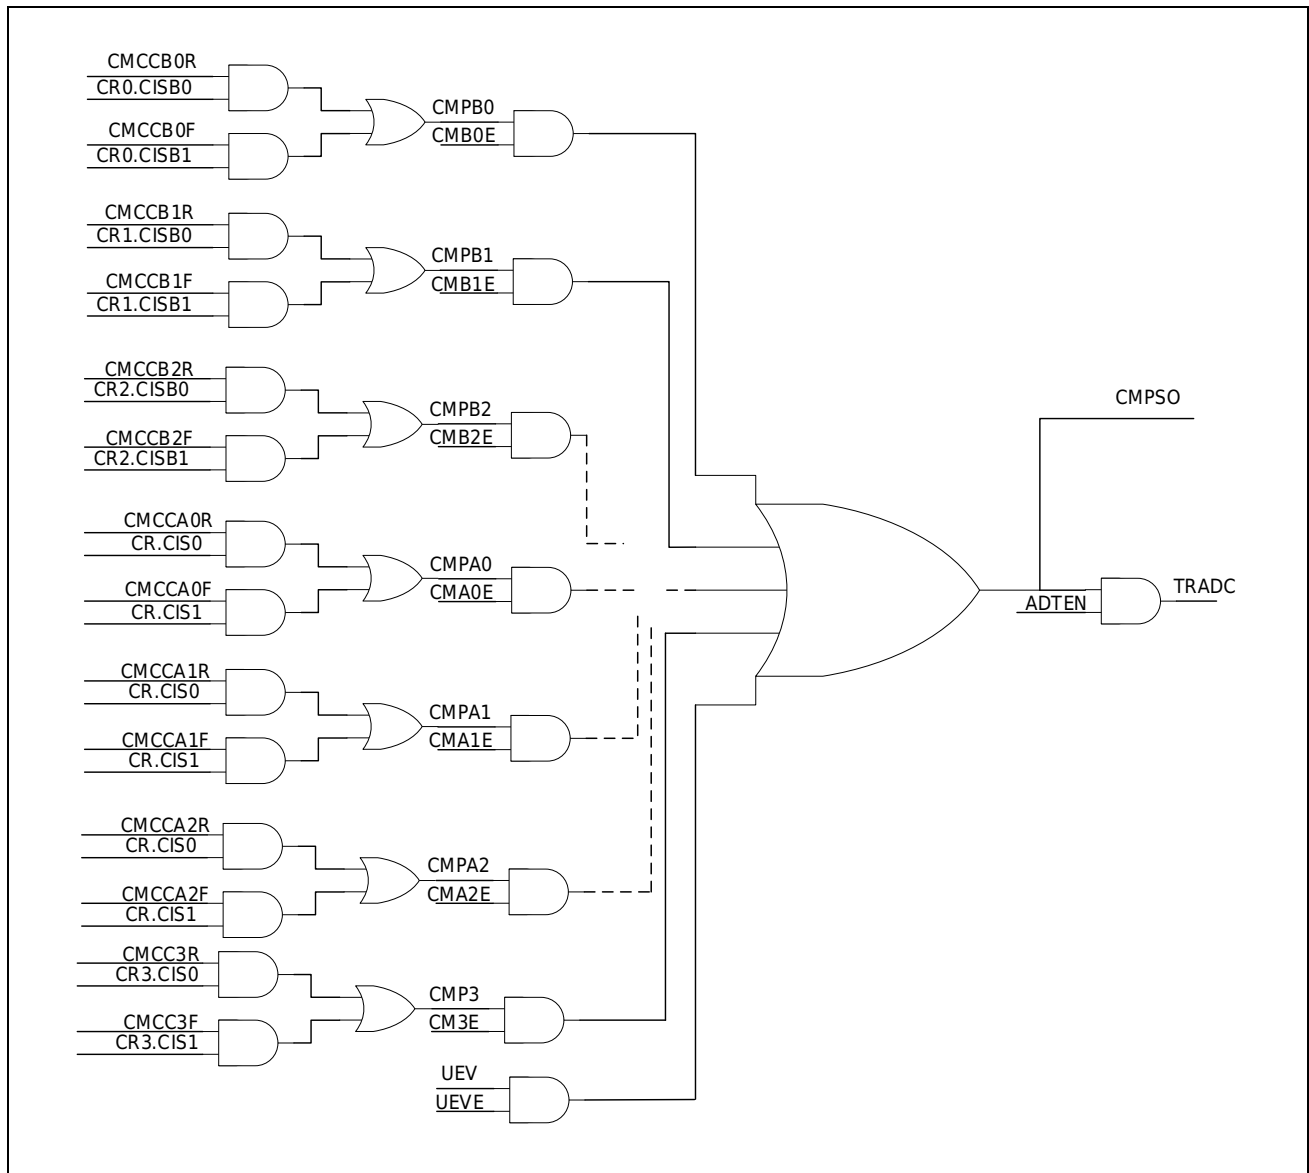 CMCCB0R
CR0.CISB0
CMPB0
CMCCB0F
CMB0E
CR0.CISB1
CMCCB1R
CR1.CISB0
CMPB1
CMCCB1F
CMB1E
CR1.CISB1
CMCCB2R
CR2.CISB0
CMPB2
CMCCB2F
CMB2E
CR2.CISB1
CMPSO
CMCCA0R
CR.CIS0
CMPA0
CMCCA0F
CMA0E
CR.CIS1
TRADC
ADTEN
CMCCA1R
CR.CIS0
CMPA1
CMCCA1F
CMA1E
CR.CIS1
CMCCA2R
CR.CIS0
CMPA2
CMCCA2F
CMA2E
CR.CIS1
CMCC3R
CR3.CIS0
CMP3
CMCC3F
CM3E
CR3.CIS1
UEV
UEVE